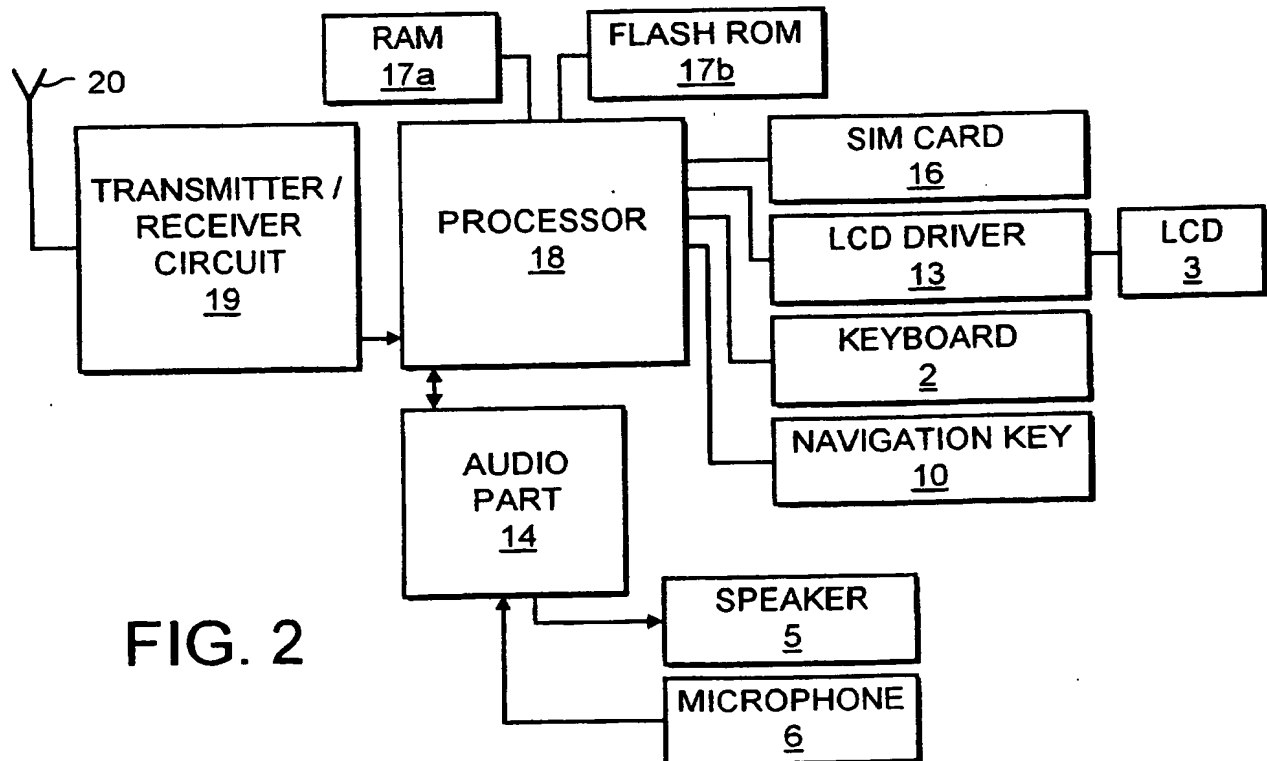 RAM
17a
FLASH ROM
17b
20
TRANSMITTER /
RECEIVER
CIRCUIT
19
PROCESSOR
18
SIM CARD
16
LCD DRIVER
13
LCD
3
KEYBOARD
2
NAVIGATION KEY
10
AUDIO
PART
14
SPEAKER
5
MICROPHONE
6
FIG. 2